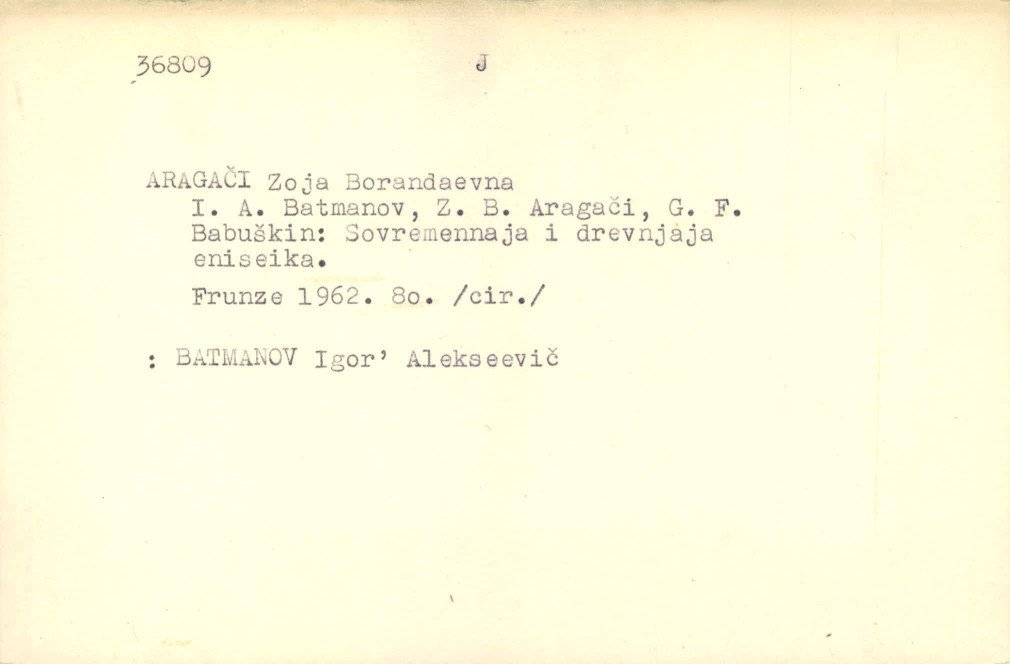 36809 J
ARAGAČI Zoja Borandaevna
I. A. Batmanov, Z. B. Aragači, G. F.
Babuškin: Sovremennaja i drevnjaja
eniseika.
Frunze 1962. 8o. /cir./
: BATMANOV Igor’ Alekseevič